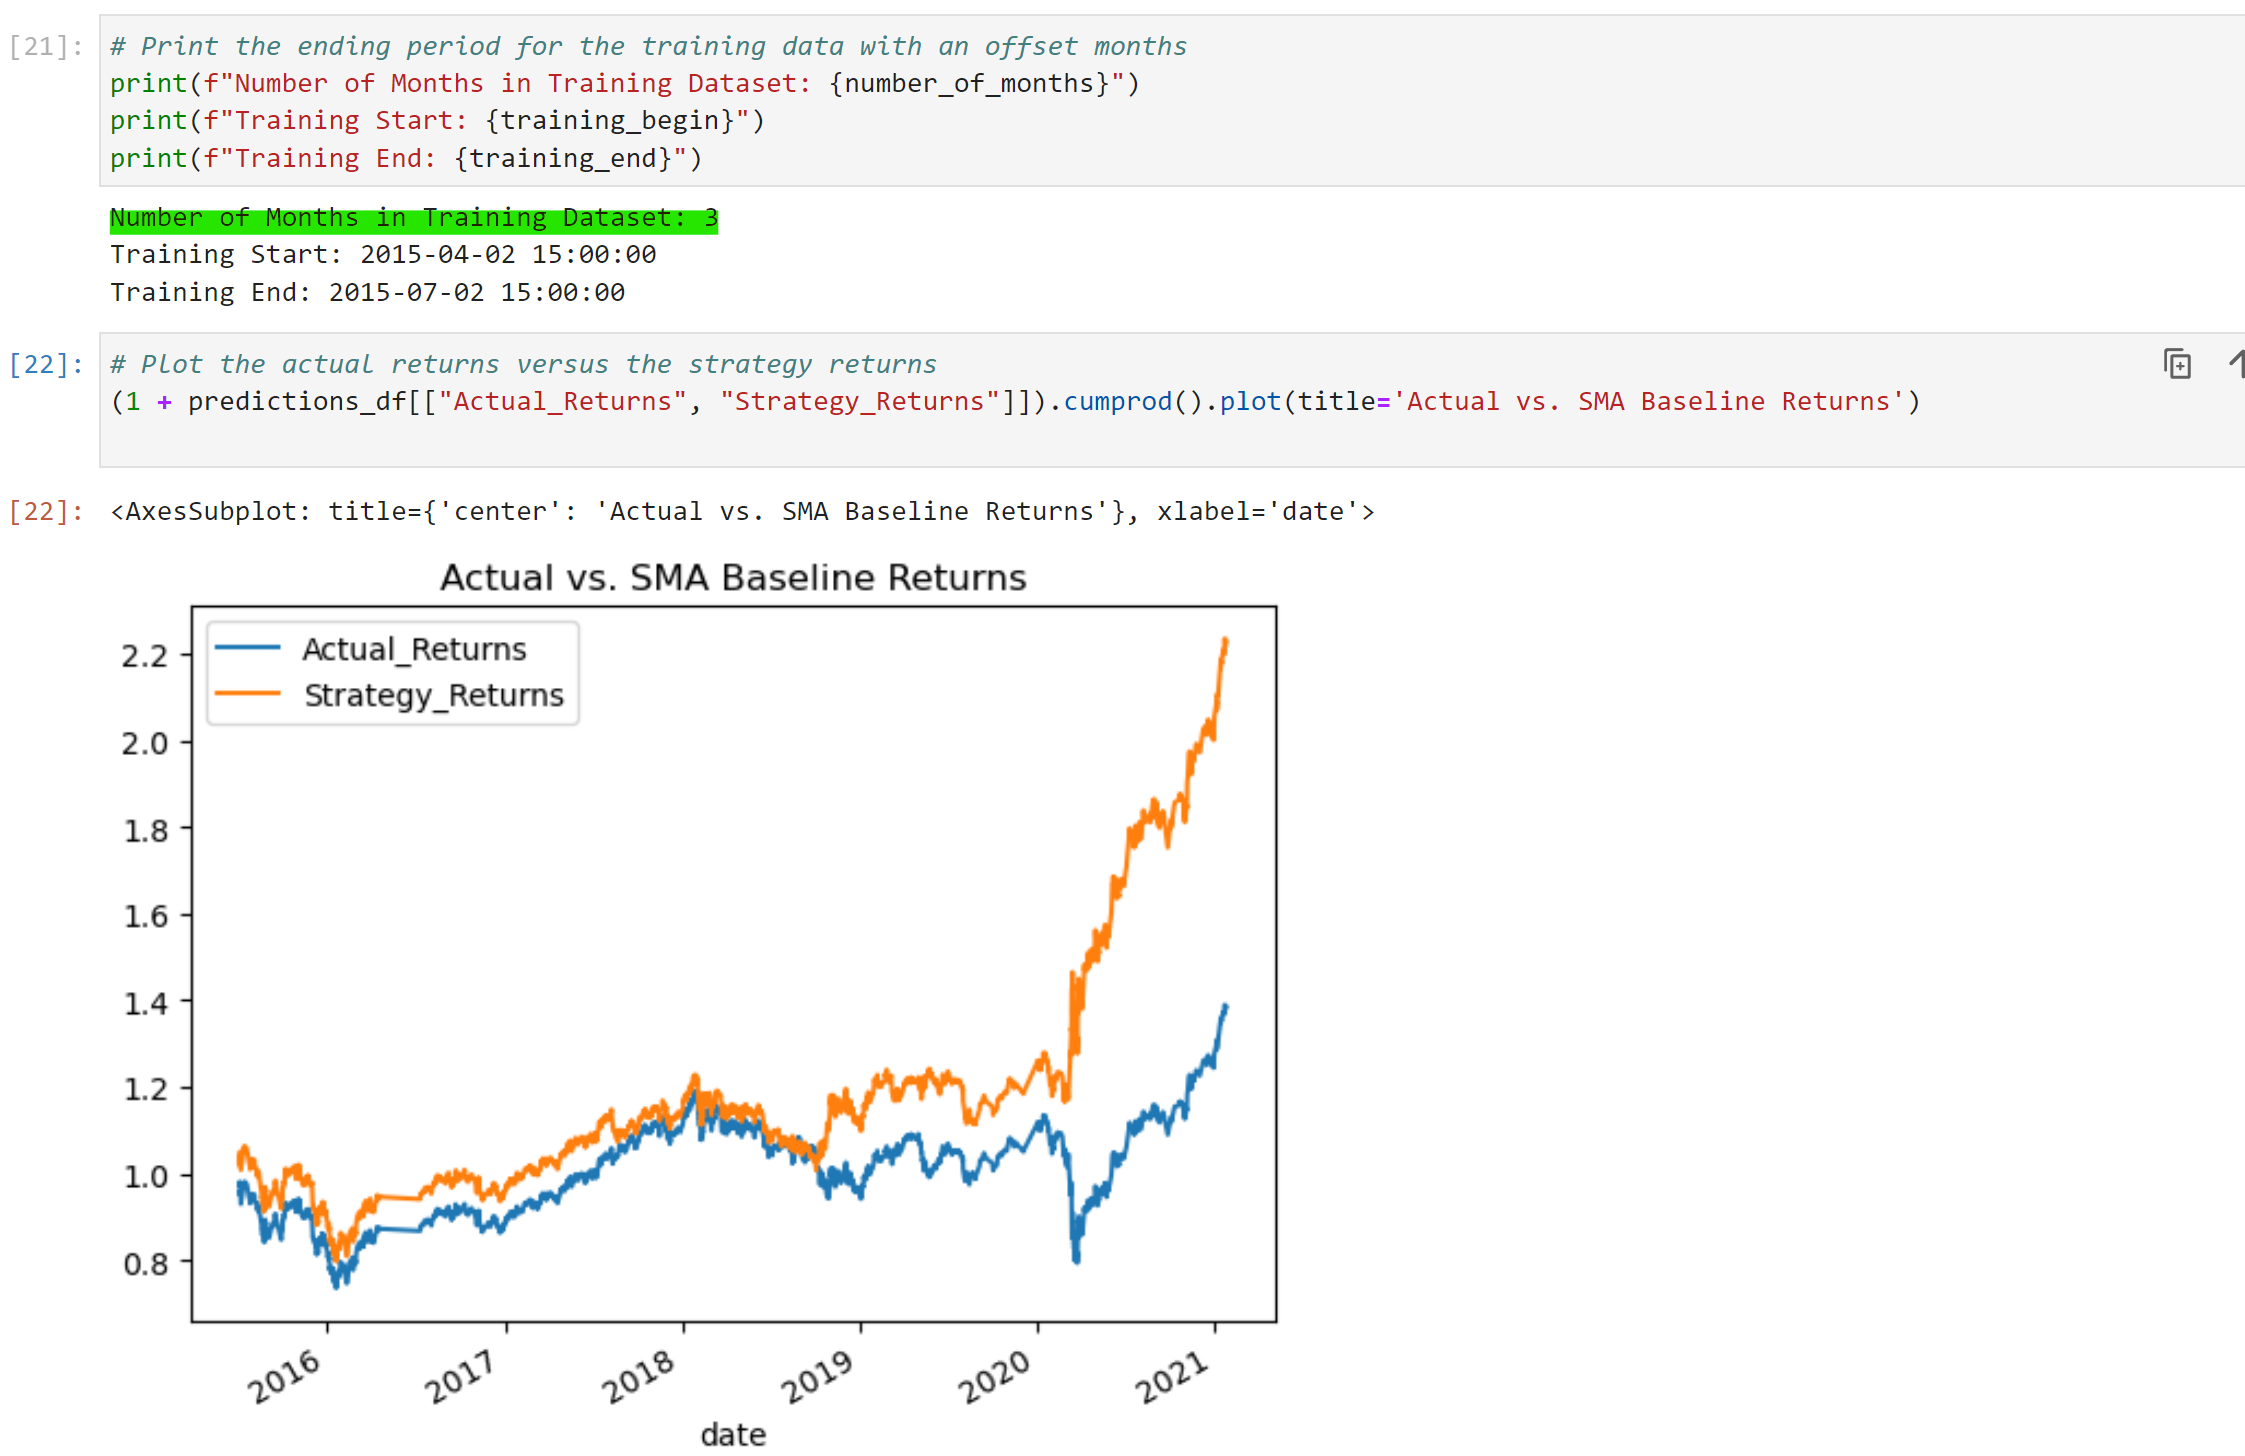 [21]: # Print the ending period for the training data with an offset months
print(f"Number of Months in Training Dataset: {number_of_months}")
print(f"Training Start: {training_begin}")
print(f"Training End: {training_end}")
Number of Months in Training Dataset: 3
Training Start: 2015-04-02 15:00:00
Training End: 2015-07-02 15:00:00
[22]: # Plot the actual returns versus the strategy returns
(1 + predictions_df[["Actual_Returns", "Strategy_Returns"]]).cumprod().plot(title='Actual vs. SMA Baseline Returns')
[22]: <AxesSubplot: title={'center': 'Actual vs. SMA Baseline Returns'}, xlabel='date'>
Actual vs. SMA Baseline Returns
Actual_Returns
Strategy_Returns
2.2
2.0
1.8
1.6
1.4
1.2
1.0
0.8
2016 2017 2018 2019 2020 2021
date